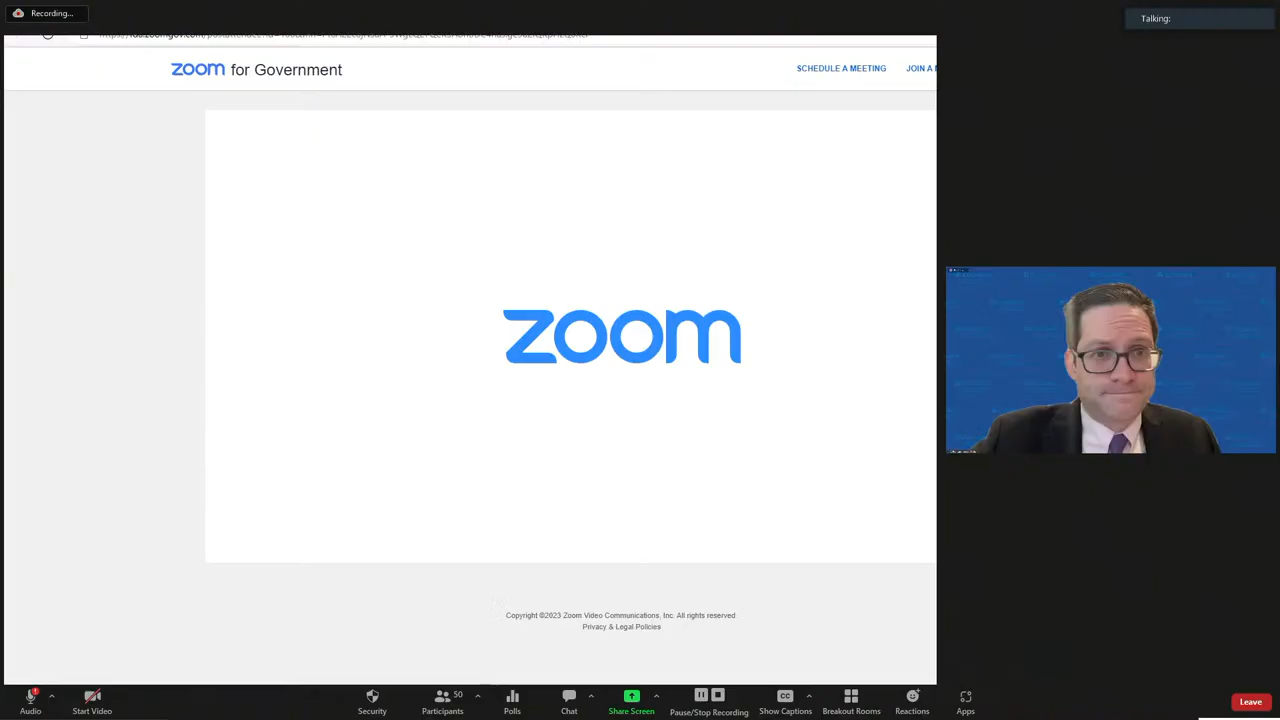 Recording...
Talking:
zoom for Government
SCHEDULE A MEETING
JOIN A
zoom
Copyright ©2023 Zoom Video Communications, Inc. All rights reserved
Privacy & Legal Policies
Audio
Start Video
Security
Participants 50
Polls
Chat
Share Screen
Pause/Stop Recording
CC
Show Captions
Breakout Rooms
Reactions
Apps
Leave